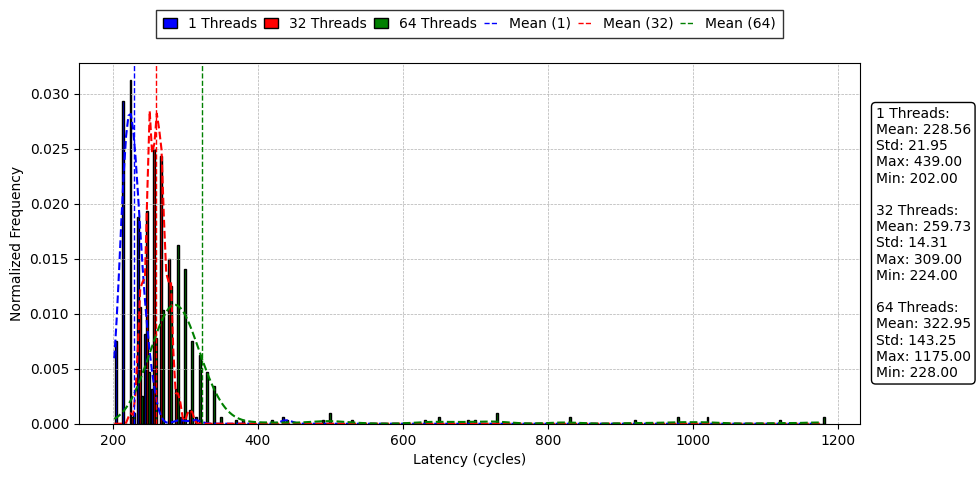 1 Threads 32 Threads 64 Threads Mean (1) Mean (32) Mean (64)
0.030
0.025
0.020
0.015
0.010
0.005
0.000
Normalized Frequency
200 400 600 800 1000 1200
Latency (cycles)
1 Threads:
Mean: 228.56
Std: 21.95
Max: 439.00
Min: 202.00
32 Threads:
Mean: 259.73
Std: 14.31
Max: 309.00
Min: 224.00
64 Threads:
Mean: 322.95
Std: 143.25
Max: 1175.00
Min: 228.00